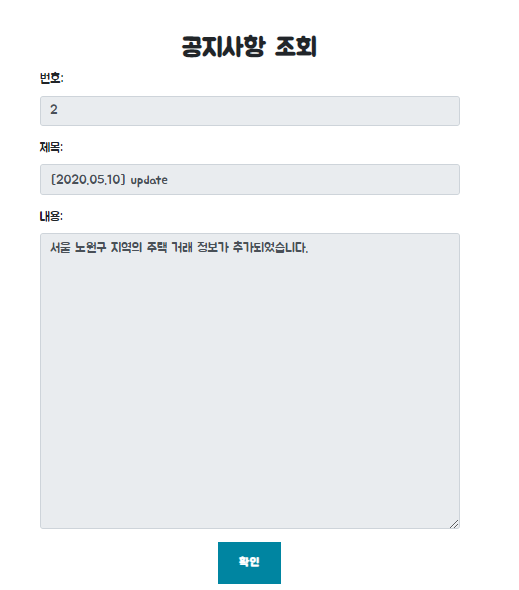 공지사항 조회
번호:
2
제목:
[2020.05.10] update
내용:
서울 노원구 지역의 주택 거래 정보가 추가되었습니다.
확인